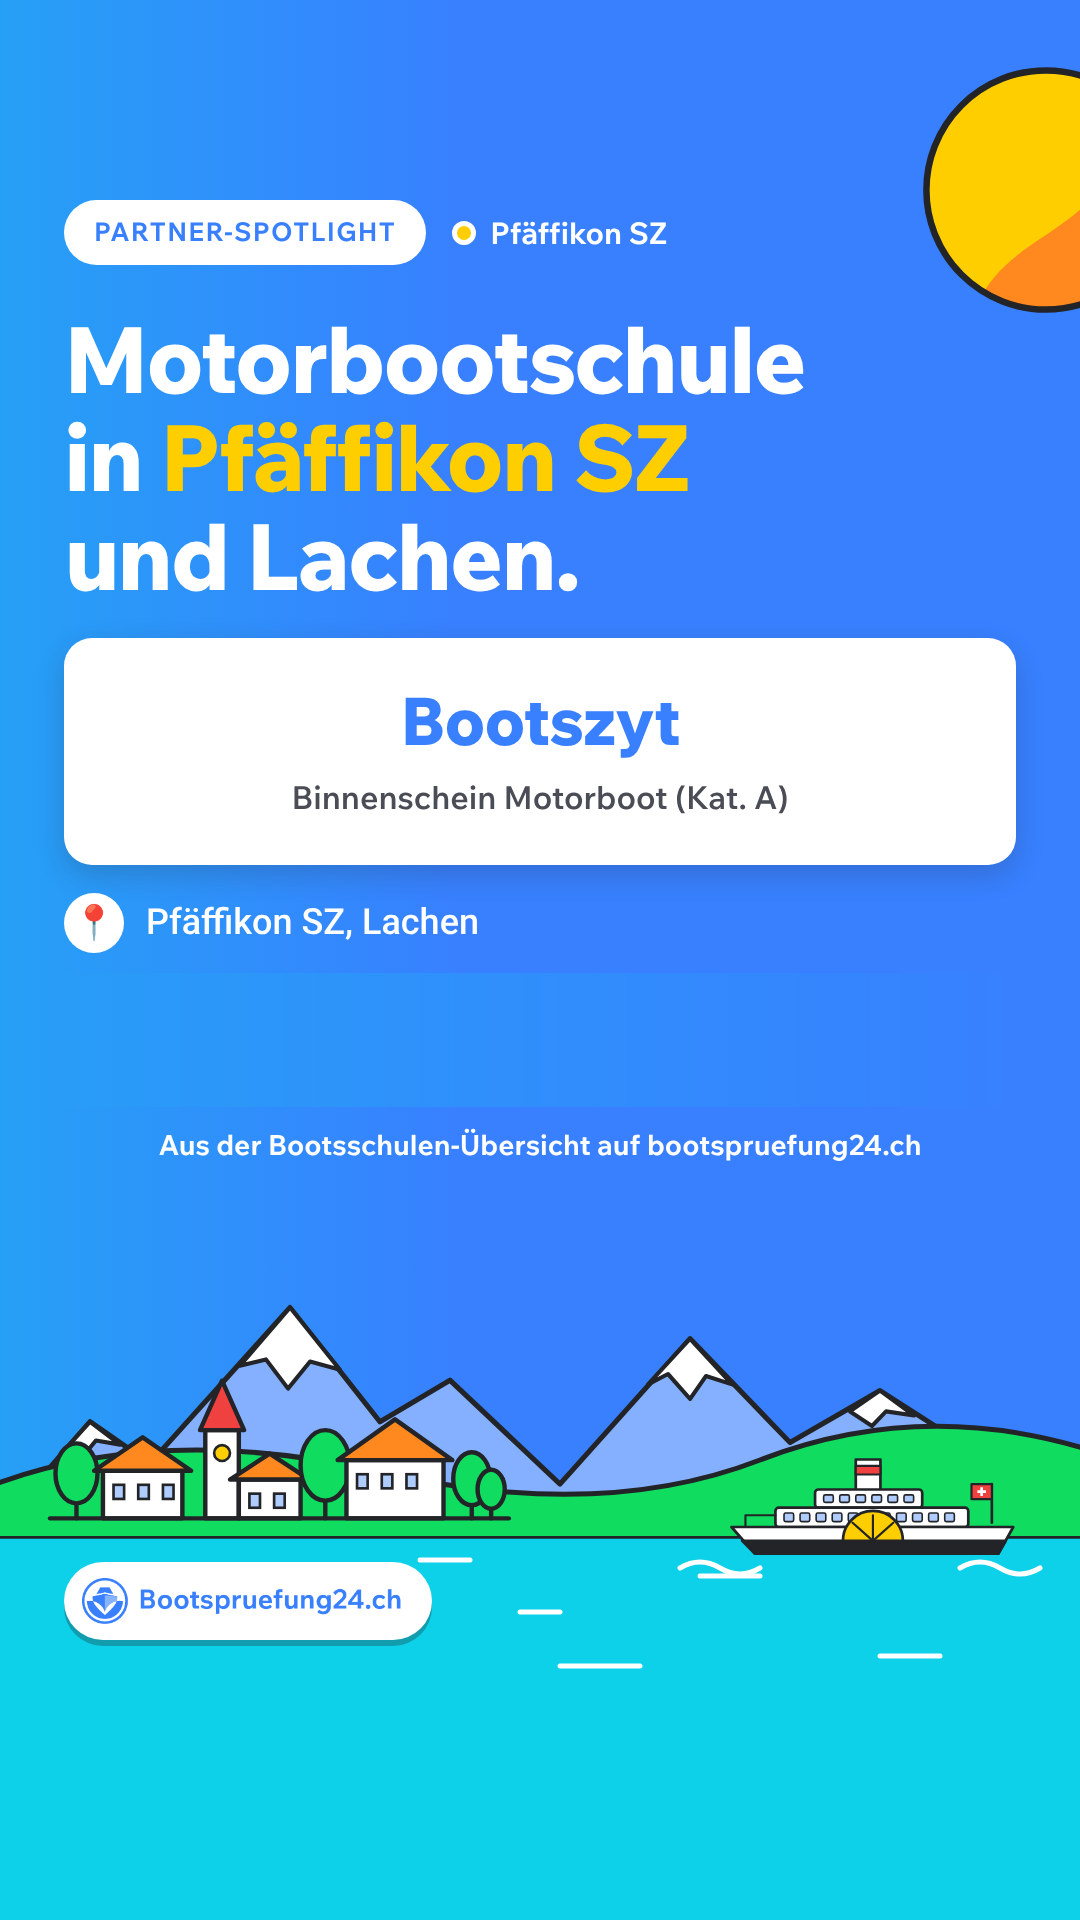 PARTNER-SPOTLIGHT
Pfäffikon SZ
Motorbootschule
in Pfäffikon SZ
und Lachen.
Bootszyt
Binnenschein Motorboot (Kat. A)
Pfäffikon SZ, Lachen
Aus der Bootsschulen-Übersicht auf bootspruefung24.ch
Bootspruefung24.ch